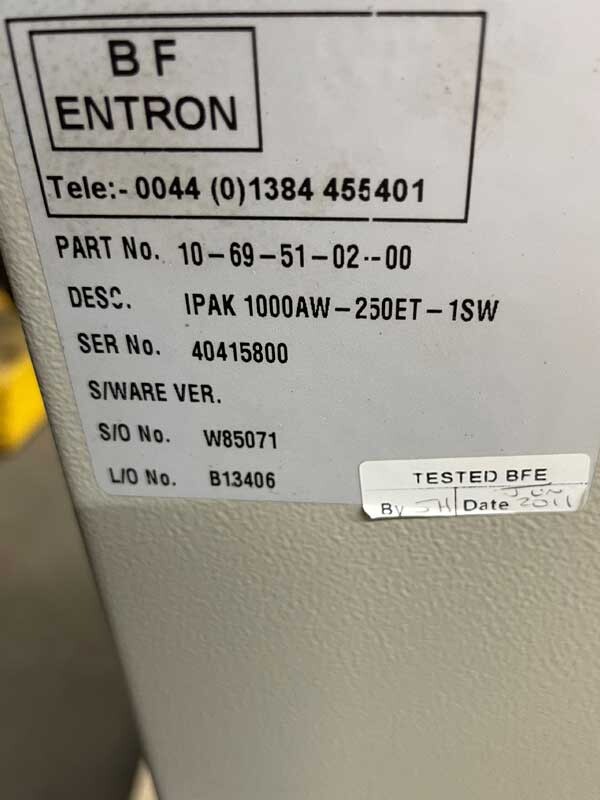 BF
ENTRON
Tele:- 0044 (0)1384 455401
PART No. 10-69-51-02--00
DESC. IPAK 1000AW-250ET-1SW
SER No. 40415800
S/WARE VER.
S/O No. W85071
L/O No. B13406
TESTED BFE
By JH Date JUN 2011